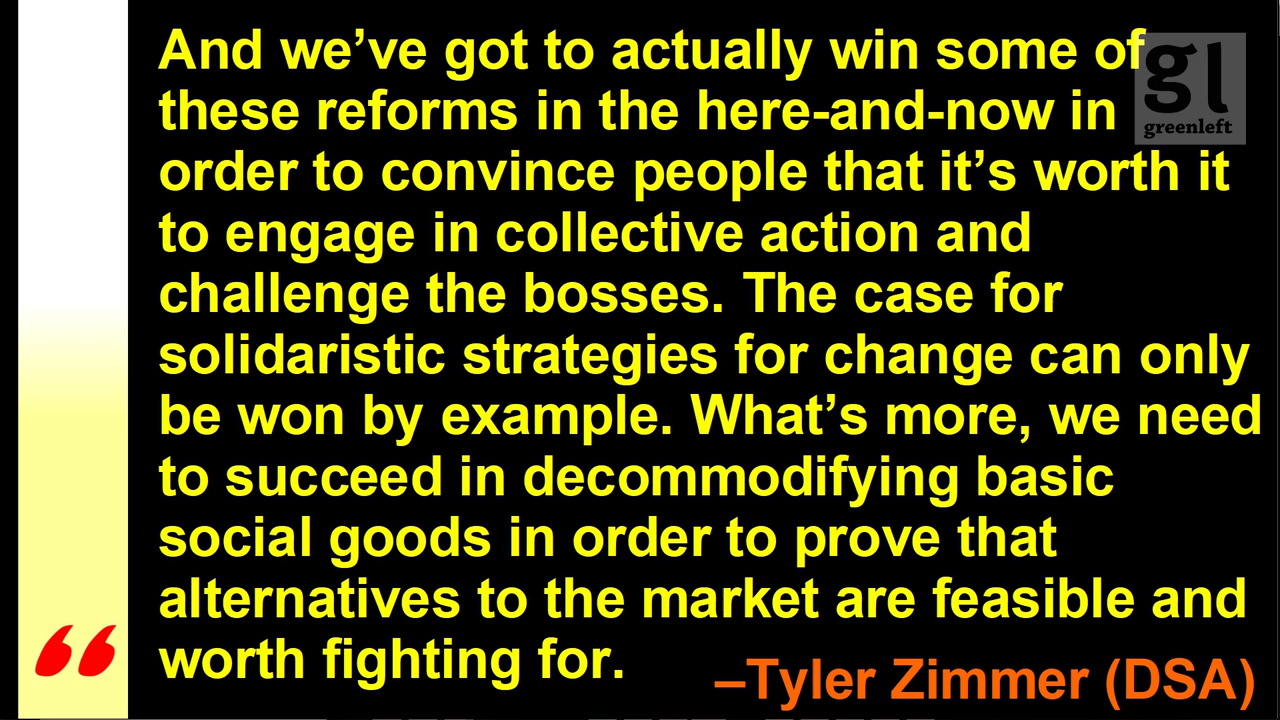 And we’ve got to actually win some of
these reforms in the here-and-now in
order to convince people that it’s worth it
to engage in collective action and
challenge the bosses. The case for
solidaristic strategies for change can only
be won by example. What’s more, we need
to succeed in decommodifying basic
social goods in order to prove that
alternatives to the market are feasible and
worth fighting for.
–Tyler Zimmer (DSA)
gl
greenleft
“